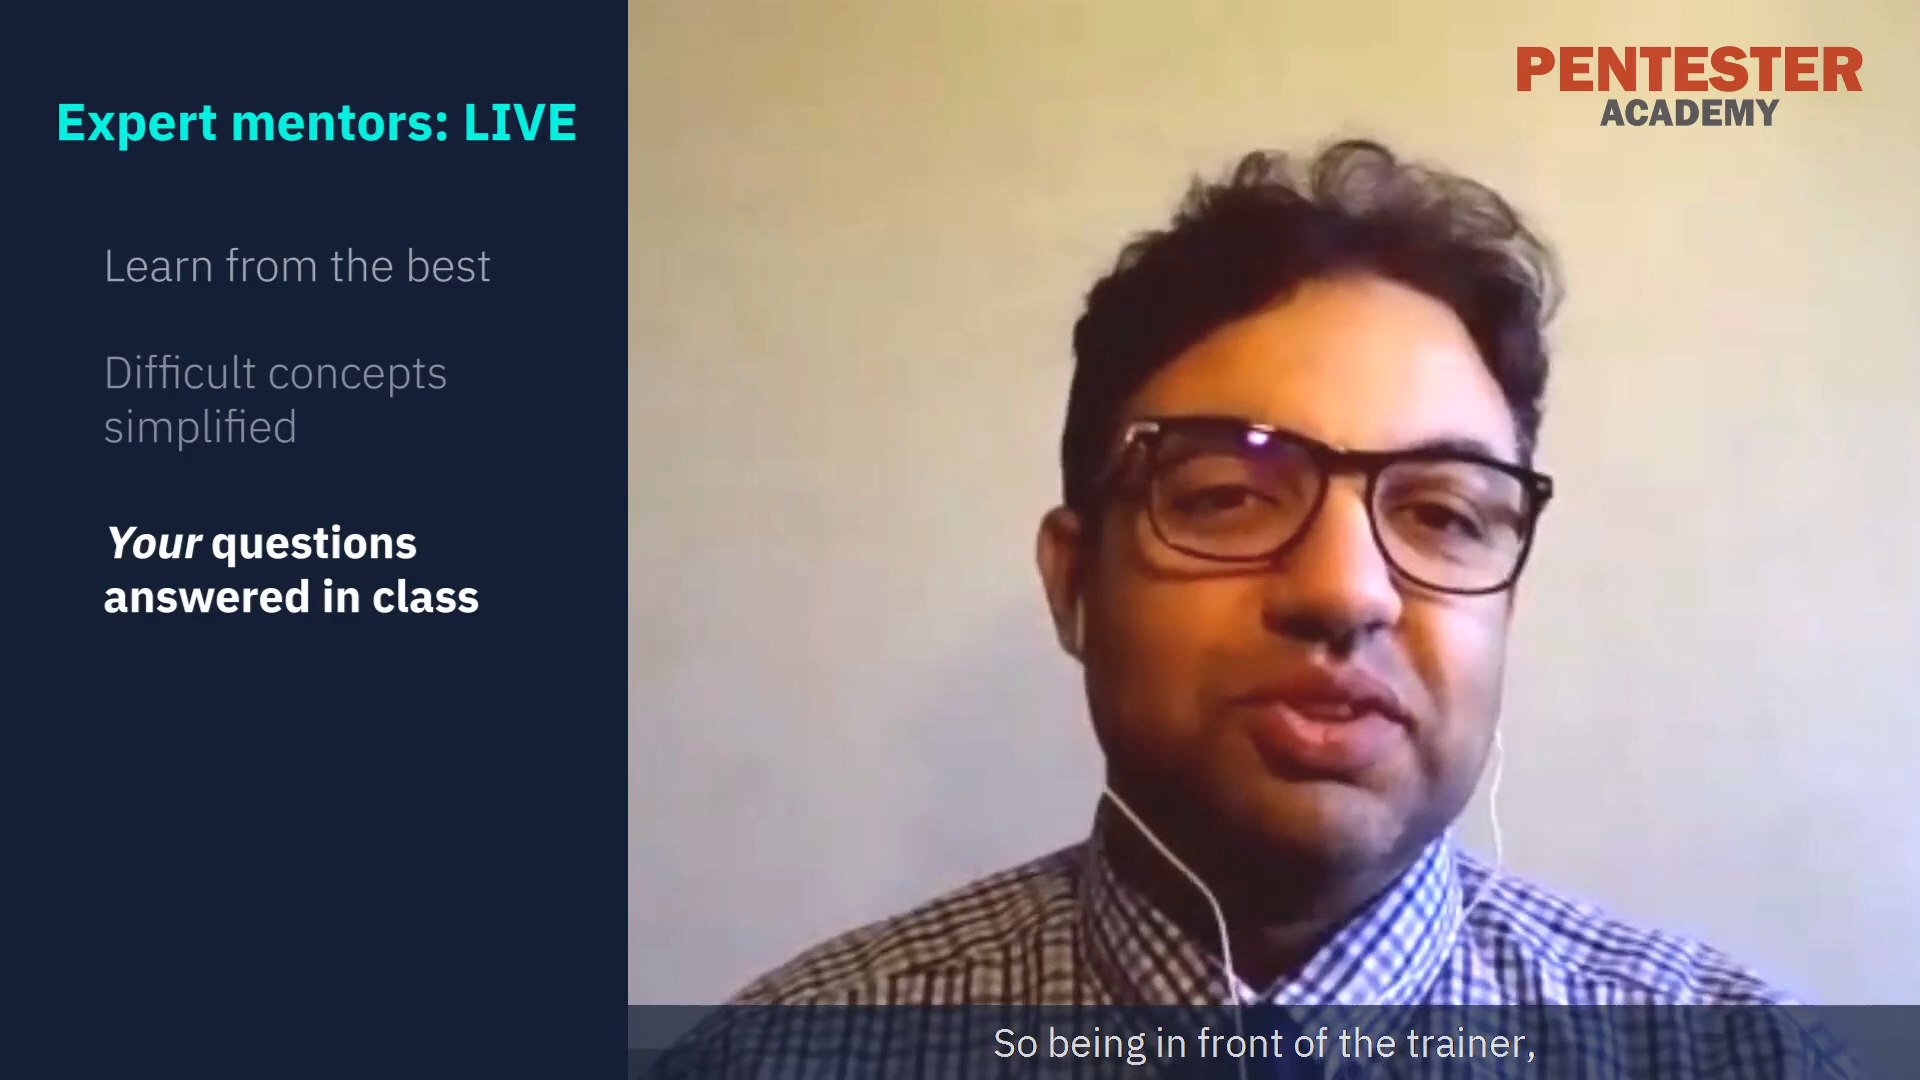 Expert mentors: LIVE
Learn from the best
Difficult concepts
simplified
Your questions
answered in class
PENTESTER
ACADEMY
So being in front of the trainer,